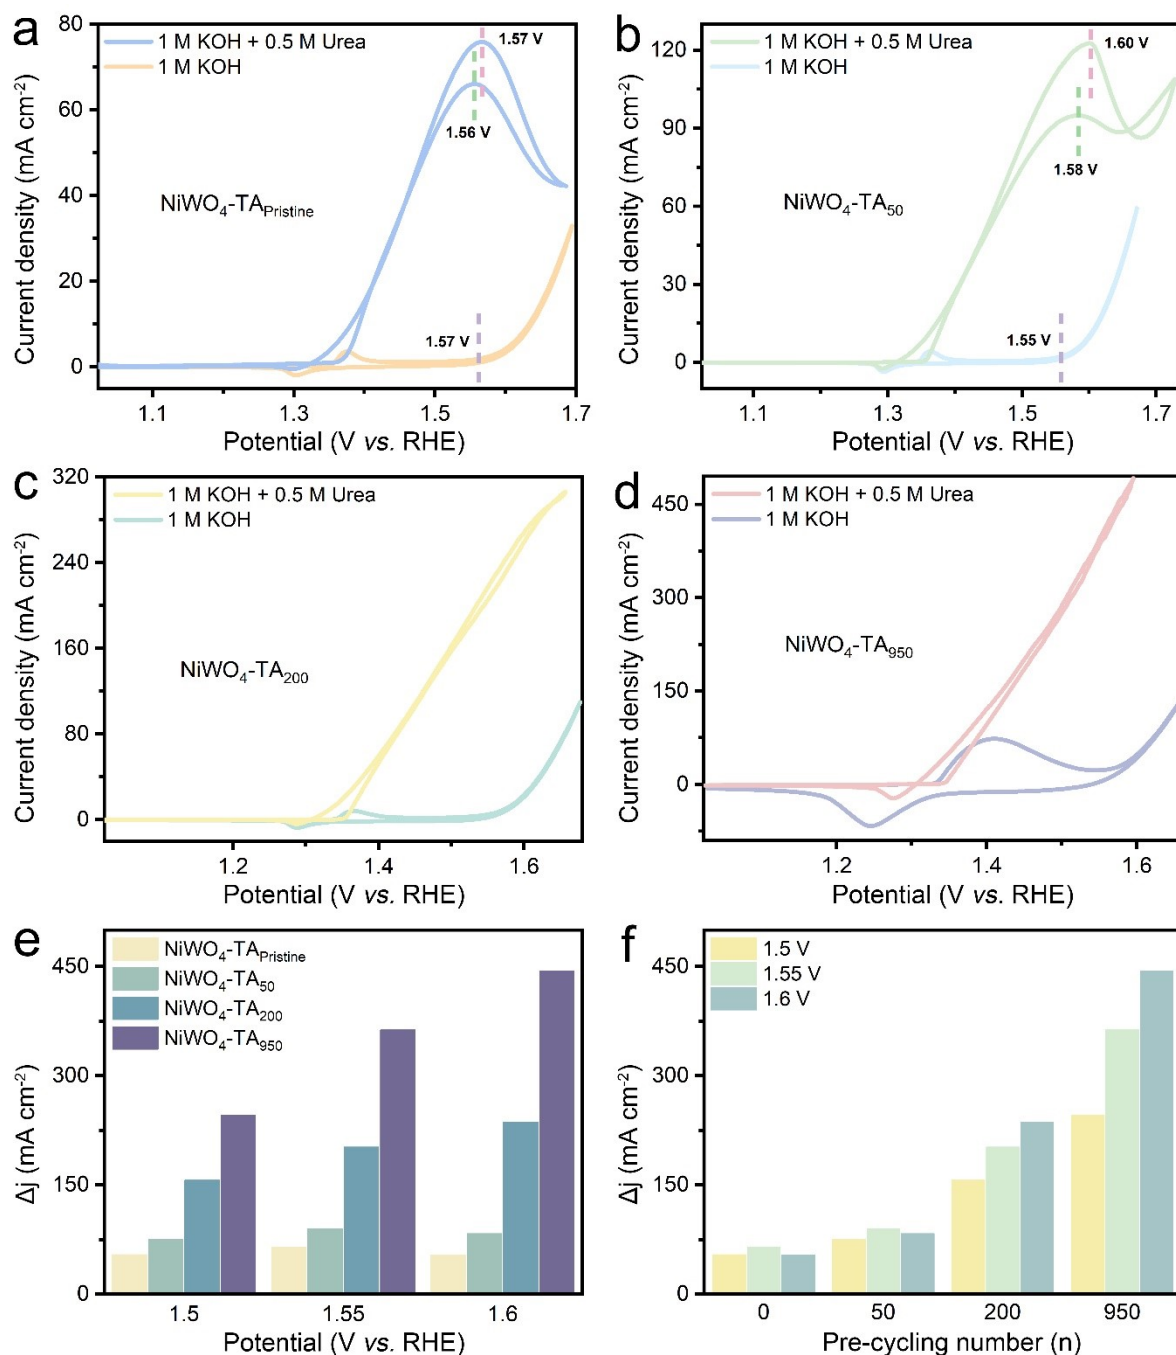 a
1 M KOH + 0.5 M Urea
1 M KOH
1.57 V
1.56 V
NiWO₄-TA_Pristine
1.57 V
Current density (mA cm⁻²)
80
60
40
20
0
1.1
1.3
1.5
1.7
Potential (V vs. RHE)
b
1 M KOH + 0.5 M Urea
1 M KOH
1.60 V
1.58 V
NiWO₄-TA₅₀
1.55 V
Current density (mA cm⁻²)
120
90
60
30
0
1.1
1.3
1.5
1.7
Potential (V vs. RHE)
c
1 M KOH + 0.5 M Urea
1 M KOH
NiWO₄-TA₂₀₀
Current density (mA cm⁻²)
320
240
160
80
0
1.2
1.4
1.6
Potential (V vs. RHE)
d
1 M KOH + 0.5 M Urea
1 M KOH
NiWO₄-TA₉₅₀
Current density (mA cm⁻²)
450
300
150
0
1.2
1.4
1.6
Potential (V vs. RHE)
e
NiWO₄-TA_Pristine
NiWO₄-TA₅₀
NiWO₄-TA₂₀₀
NiWO₄-TA₉₅₀
Δj (mA cm⁻²)
450
300
150
0
1.5
1.55
1.6
Potential (V vs. RHE)
f
1.5 V
1.55 V
1.6 V
Δj (mA cm⁻²)
450
300
150
0
0
50
200
950
Pre-cycling number (n)